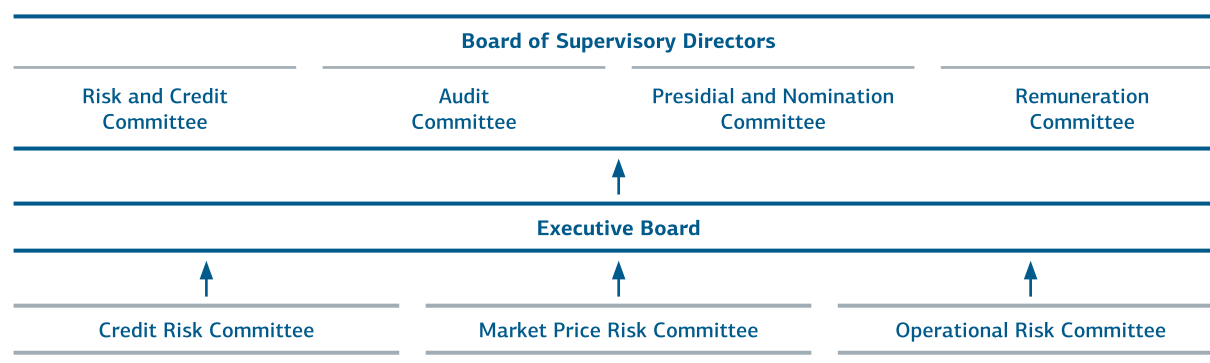 Board of Supervisory Directors
Risk and Credit
Committee
Audit
Committee
Presidial and Nomination
Committee
Remuneration
Committee
Executive Board
Credit Risk Committee
Market Price Risk Committee
Operational Risk Committee